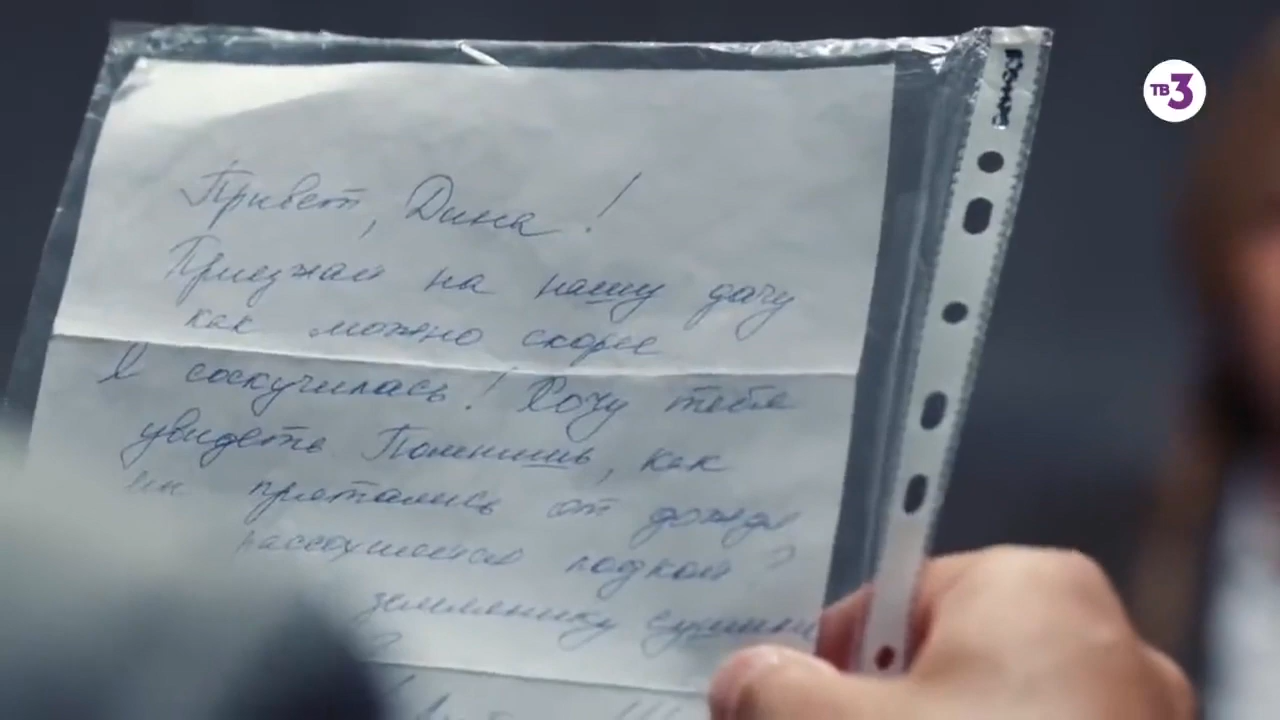 ТВ3
Привет, Дина!
Приезжай на нашу дачу
как можно скорее
Я соскучилась! Хочу тебя
увидеть Помнишь, как
мы прятались от дождя
рассохшейся лодкой?
землянику сушили
?